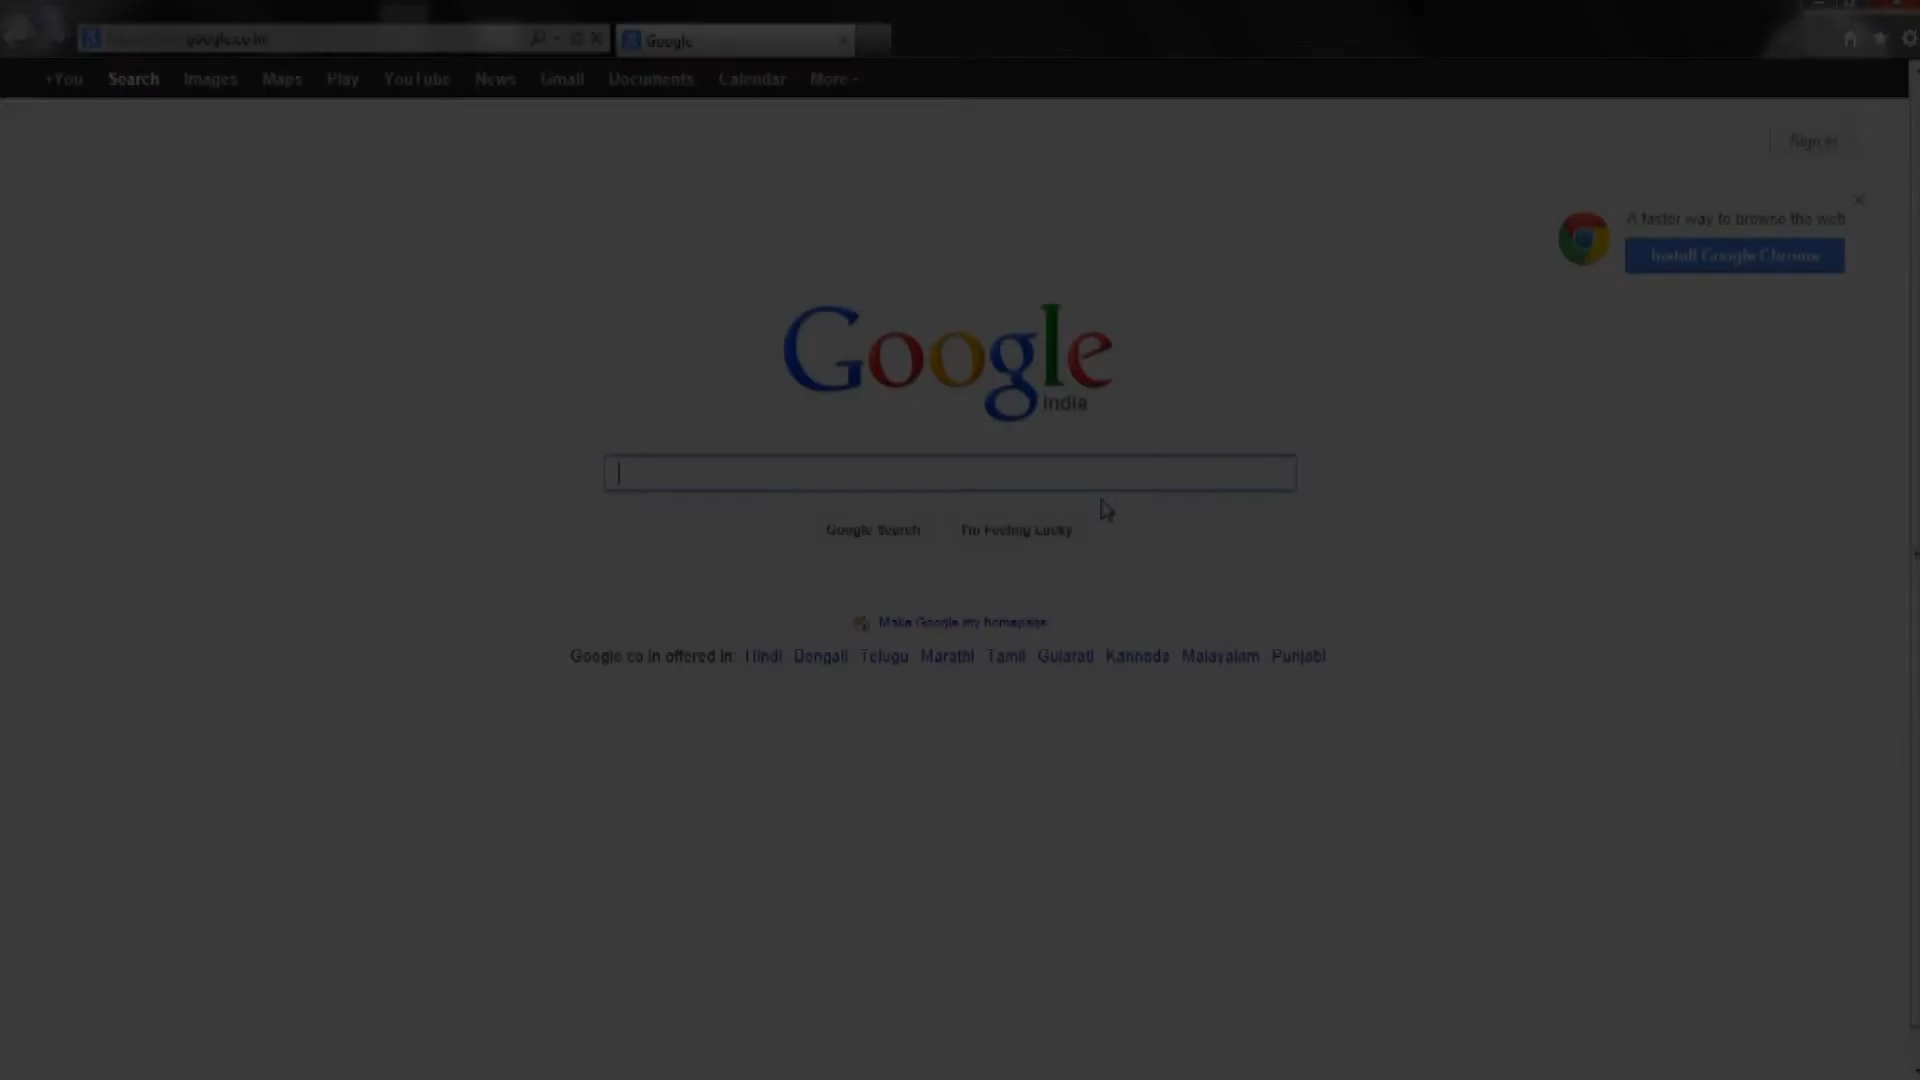 google.co.in
Google
+You Search Images Maps Play YouTube News Gmail Documents Calendar More
Sign in
A faster way to browse the web
Install Google Chrome
Google
India
Google Search I'm Feeling Lucky
Make Google my homepage
Google.co.in offered in: Hindi Bengali Telugu Marathi Tamil Gujarati Kannada Malayalam Punjabi